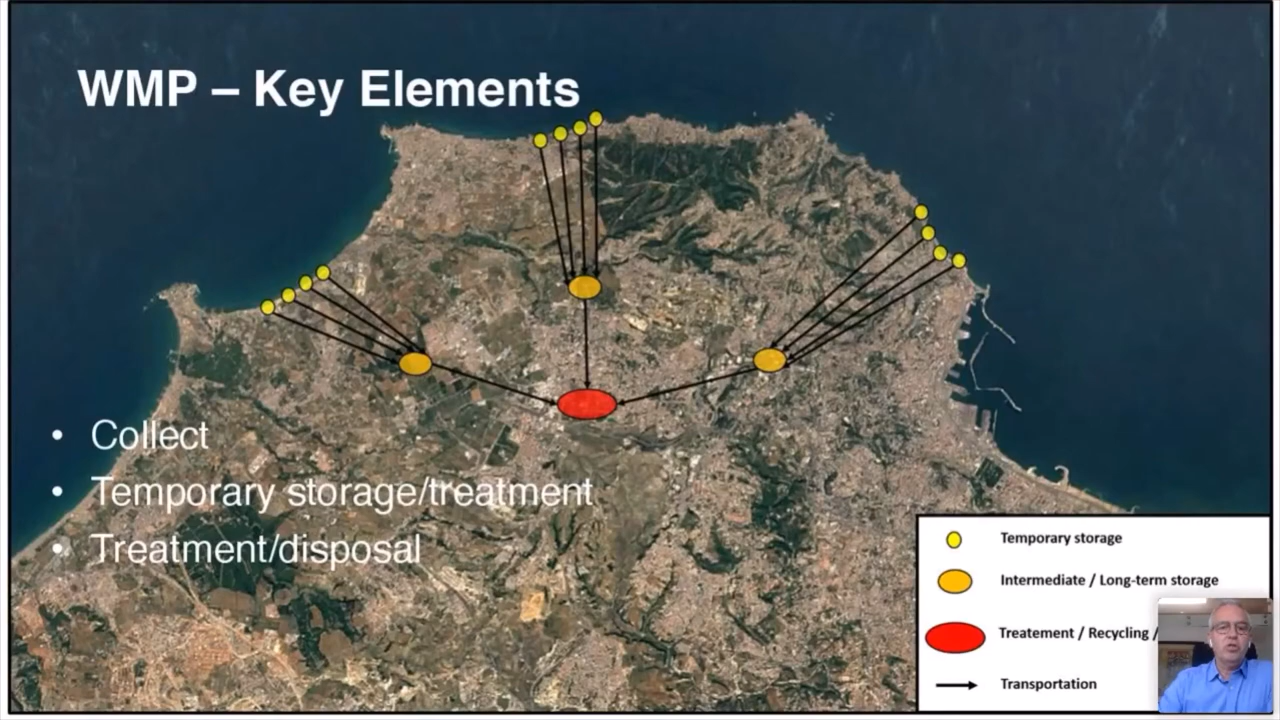 WMP – Key Elements
• Collect
• Temporary storage/treatment
• Treatment/disposal
Temporary storage
Intermediate / Long-term storage
Treatement / Recycling /
Transportation